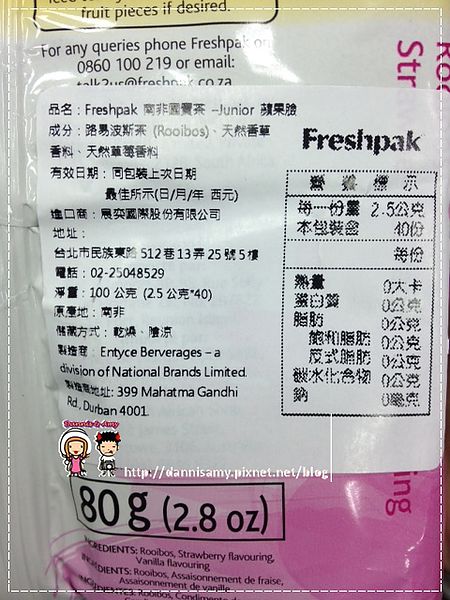 fruit pieces if desired.
For any queries phone Freshpak on
0860 100 219 or email:
talk2us@freshpak.co.za
品名：Freshpak 南非國寶茶 –Junior 蘋果臉
成分：路易波斯茶 (Rooibos)、天然香草
香料、天然草莓香料
有效日期：同包裝上次日期
最佳所示(日/月/年 西元)
進口商：展奕國際股份有限公司
地址：
台北市民族東路512巷13弄25號5樓
電話：02-25048529
淨重：100 公克 (2.5 公克*40)
原產地：南非
儲藏方式：乾燥、陰涼
製造商：Entyce Berverages – a
division of National Brands Limited.
製造商地址: 399 Mahatma Gandhi
Rd., Durban 4001.
Freshpak
營養標示
每一份量 2.5公克
本包裝含 40份
每份
熱量 0大卡
蛋白質 0公克
脂肪 0公克
飽和脂肪 0公克
反式脂肪 0公克
碳水化合物 0公克
鈉 0毫克
Dannis & Amy
http://dannisamy.pixnet.net/blog
80g (2.8 oz)
INGREDIENTS: Rooibos, Strawberry flavouring,
Vanilla flavouring
INGRÉDIENTS: Rooibos, Assaisonnement de fraise,
Assaisonnement de vanille